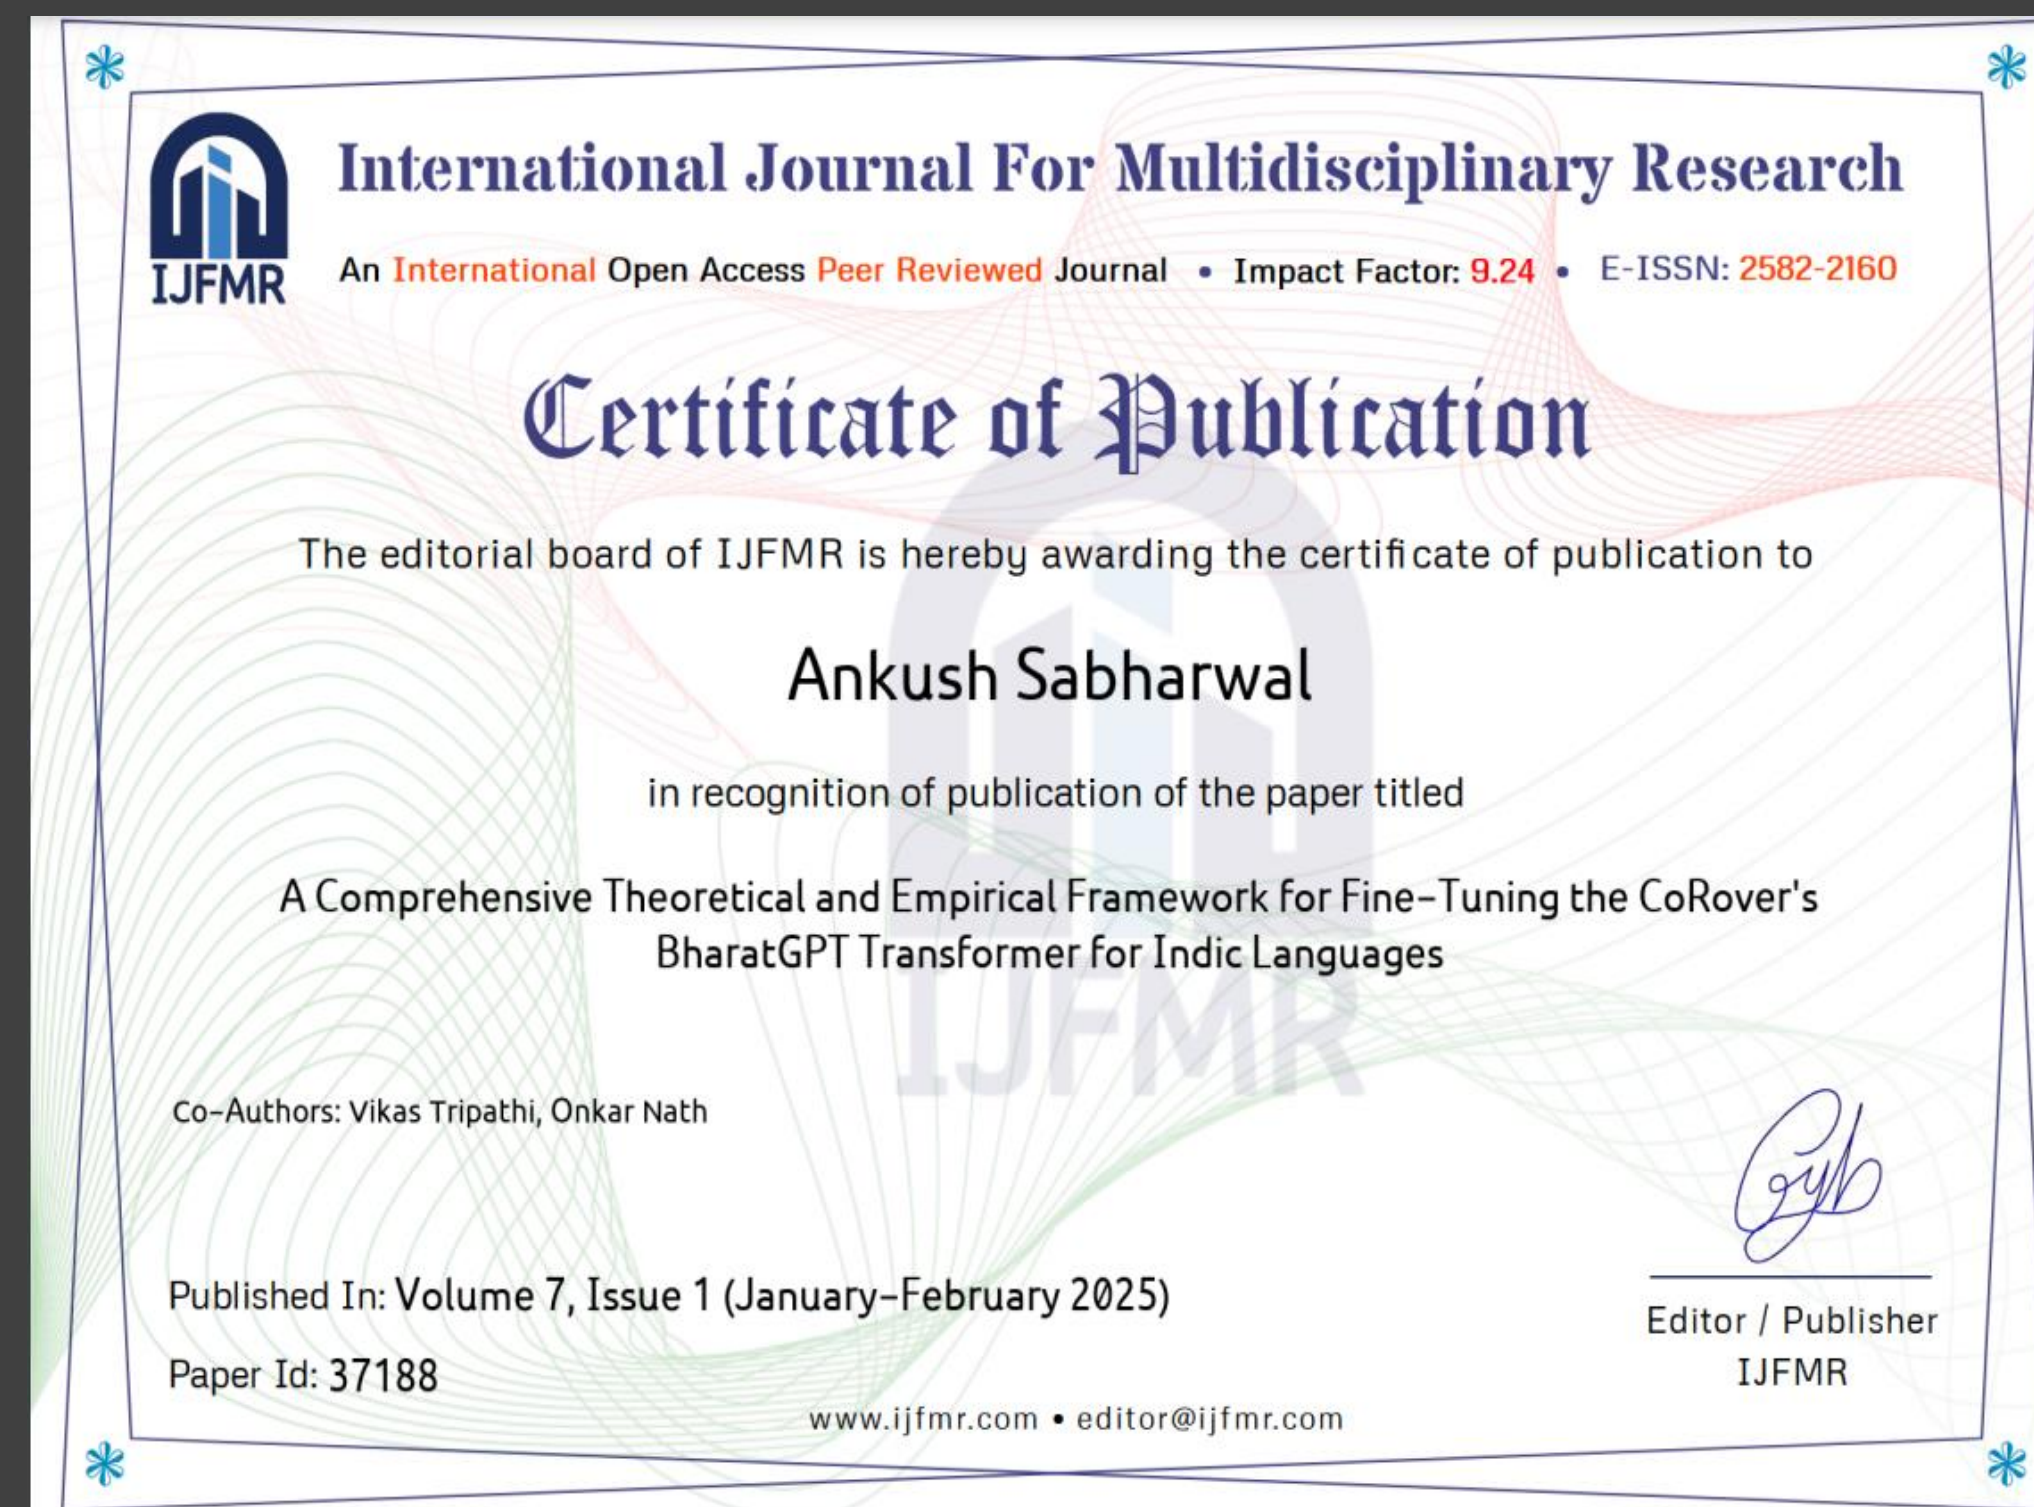 IJFMR
International Journal For Multidisciplinary Research
An International Open Access Peer Reviewed Journal • Impact Factor: 9.24 • E-ISSN: 2582-2160
Certificate of Publication
The editorial board of IJFMR is hereby awarding the certificate of publication to
Ankush Sabharwal
in recognition of publication of the paper titled
A Comprehensive Theoretical and Empirical Framework for Fine-Tuning the CoRover's
BharatGPT Transformer for Indic Languages
IJFMR
Co-Authors: Vikas Tripathi, Onkar Nath
Published In: Volume 7, Issue 1 (January-February 2025)
Paper Id: 37188
Editor / Publisher
IJFMR
www.ijfmr.com • editor@ijfmr.com